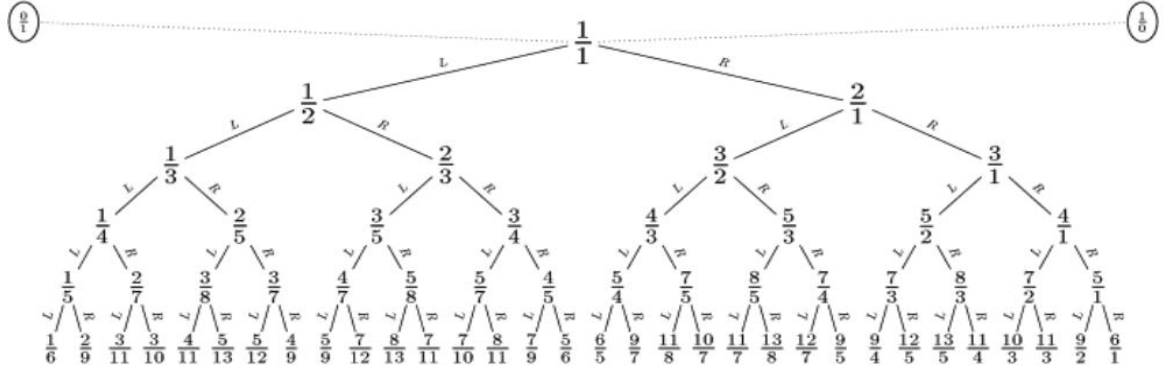 0/1 1/1 1/0
L R
1/2 2/1
L R L R
1/3 2/3 3/2 3/1
L R L R L R L R
1/4 2/5 3/5 3/4 4/3 5/3 5/2 4/1
L R L R L R L R L R L R L R L R
1/5 2/7 3/8 3/7 4/7 5/8 5/7 4/5 5/4 7/5 8/5 7/4 7/3 8/3 7/2 5/1
L R L R L R L R L R L R L R L R L R L R L R L R L R L R L R L R
1/6 2/9 3/11 3/10 4/11 5/13 5/12 4/9 5/9 7/12 8/13 7/11 7/10 8/11 7/9 5/6 6/5 9/7 11/8 10/7 11/7 13/8 12/7 9/5 9/4 12/5 13/5 11/4 10/3 11/3 9/2 6/1